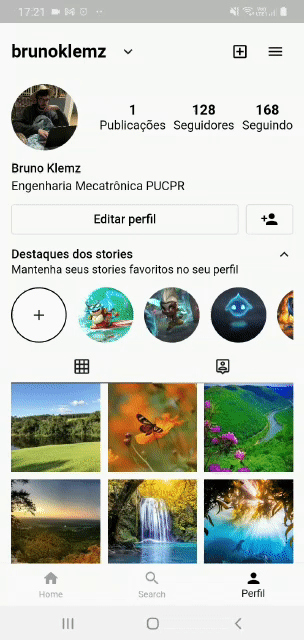 17.21
brunoklemz
1 128 168
Publicações Seguidores Seguindo
Bruno Klemz
Engenharia Mecatrônica PUCPR
Editar perfil
Destaques dos stories
Mantenha seus stories favoritos no seu perfil
Home Search Perfil